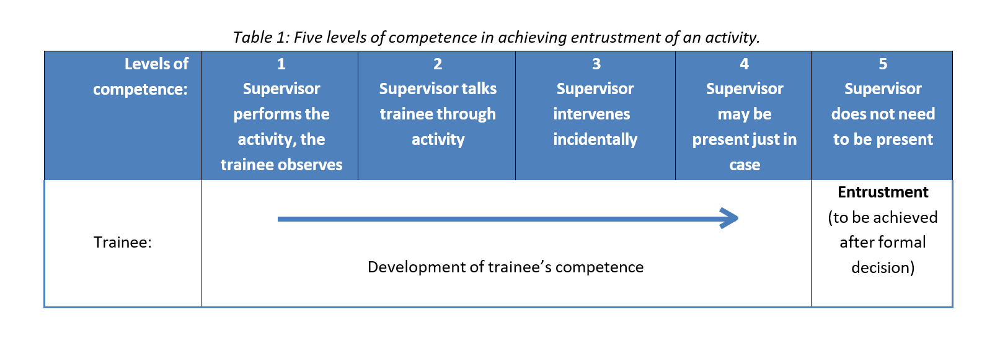 Table 1: Five levels of competence in achieving entrustment of an activity.
Levels of
competence:
1
Supervisor
performs the
activity, the
trainee observes
2
Supervisor talks
trainee through
activity
3
Supervisor
intervenes
incidentally
4
Supervisor
may be
present just in
case
5
Supervisor
does not need
to be present
Trainee:
Development of trainee’s competence
Entrustment
(to be achieved
after formal
decision)